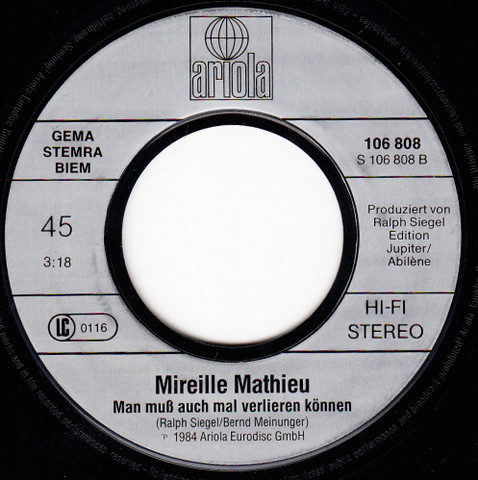 ariola
GEMA
STEMRA
BIEM
106 808
S 106 808 B
45
3:18
Produziert von
Ralph Siegel
Edition
Jupiter/
Abilène
LC 0116
HI-FI
STEREO
Mireille Mathieu
Man muß auch mal verlieren können
(Ralph Siegel/Bernd Meinunger)
℗ 1984 Ariola Eurodisc GmbH